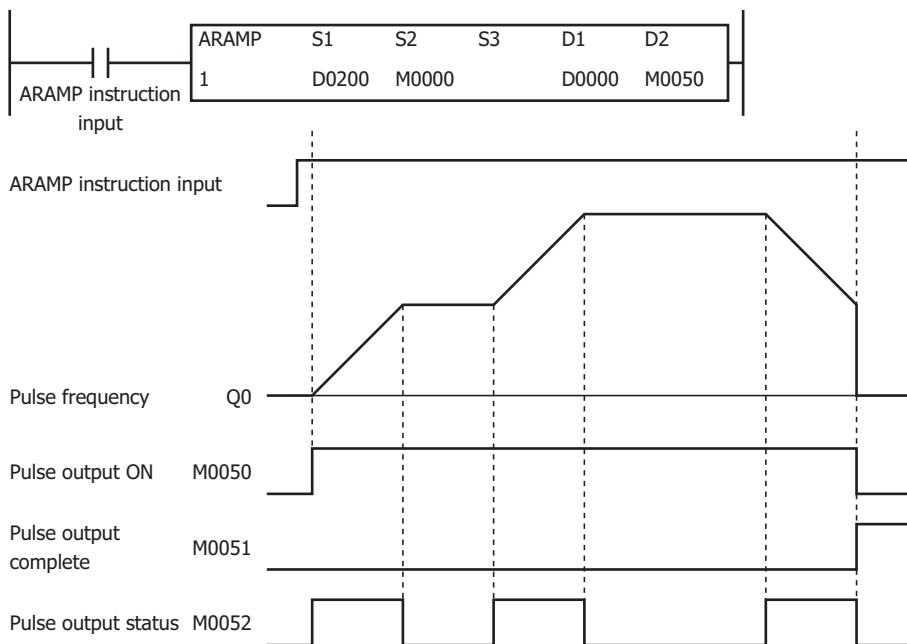 ARAMP S1 S2 S3 D1 D2
1 D0200 M0000 D0000 M0050
ARAMP instruction
input
ARAMP instruction input
Pulse frequency Q0
Pulse output ON M0050
Pulse output
complete M0051
Pulse output status M0052